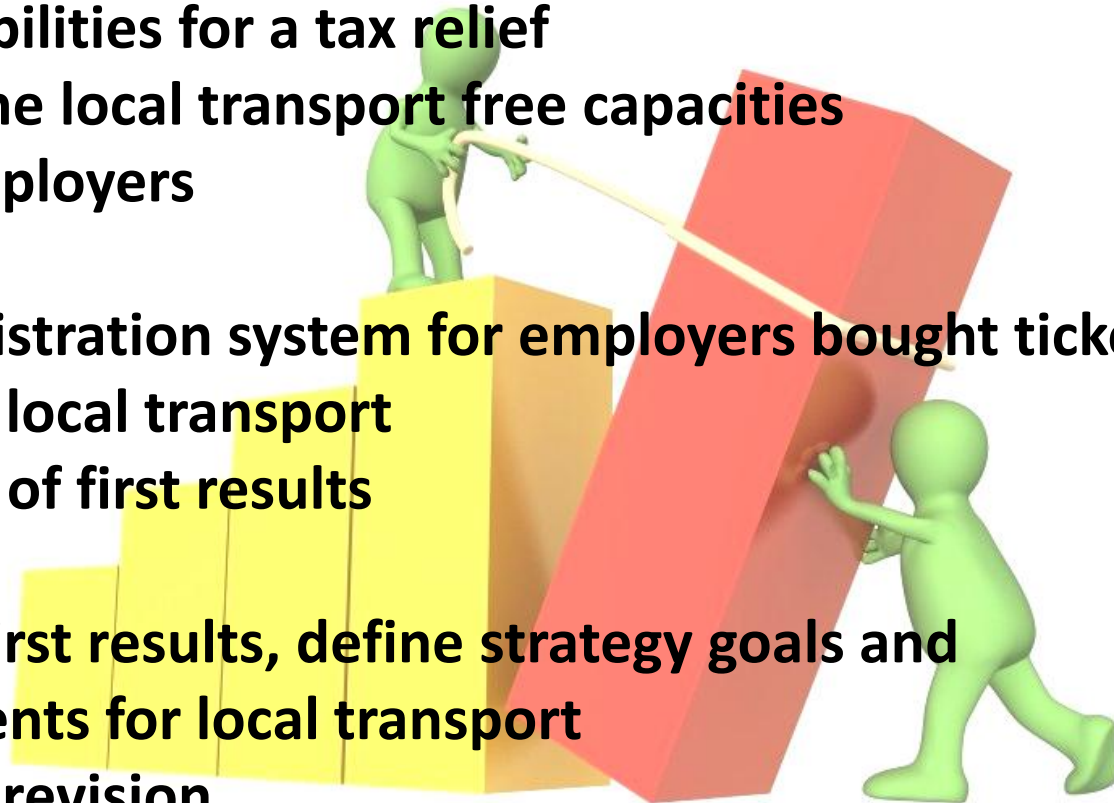 bilities for a tax relief
ne local transport free capacities
ployers
istration system for employers bought tick
local transport
of first results
rst results, define strategy goals and
ents for local transport
revision